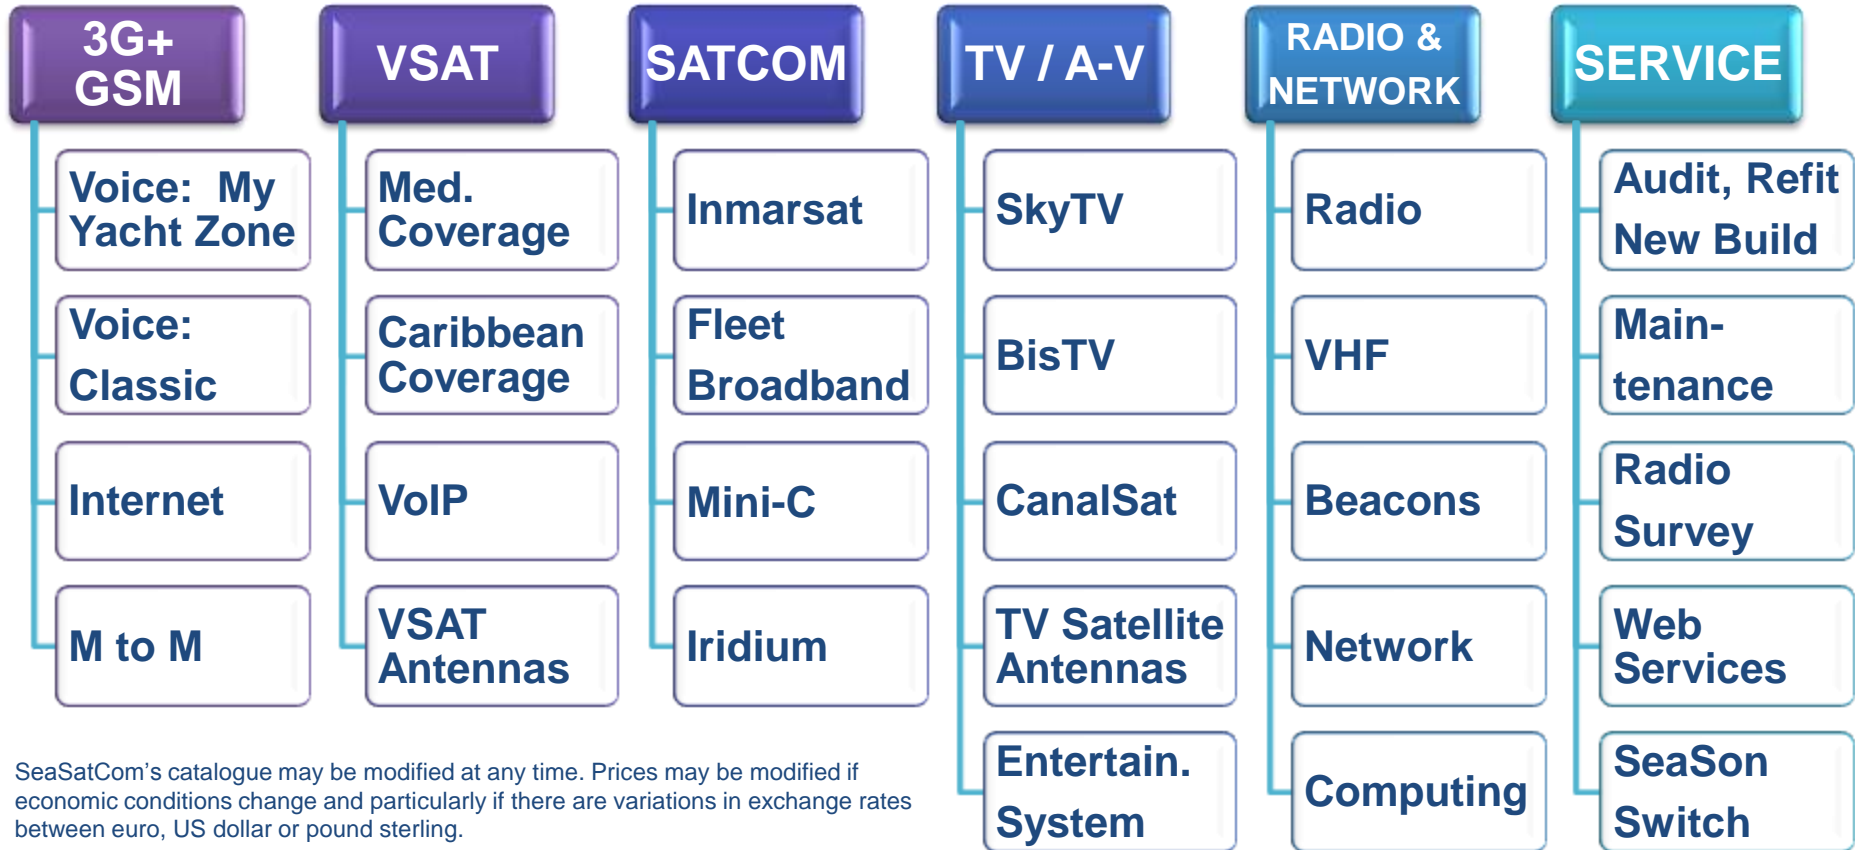 3G+
GSM
Voice:  My
Yacht Zone
Voice:
Classic
Internet
M to M
VSAT
Med.
Coverage
Caribbean
Coverage
VoIP
VSAT
Antennas
SATCOM
Inmarsat
Fleet
Broadband
Mini-C
Iridium
TV / A-V
SkyTV
BisTV
CanalSat
TV Satellite
Antennas
Entertain.
System
RADIO &
NETWORK
Radio
VHF
Beacons
Network
Computing
SERVICE
Audit, Refit
New Build
Main-
tenance
Radio
Survey
Web
Services
SeaSon
Switch
SeaSatCom’s catalogue may be modified at any time. Prices may be modified if
economic conditions change and particularly if there are variations in exchange rates
between euro, US dollar or pound sterling.